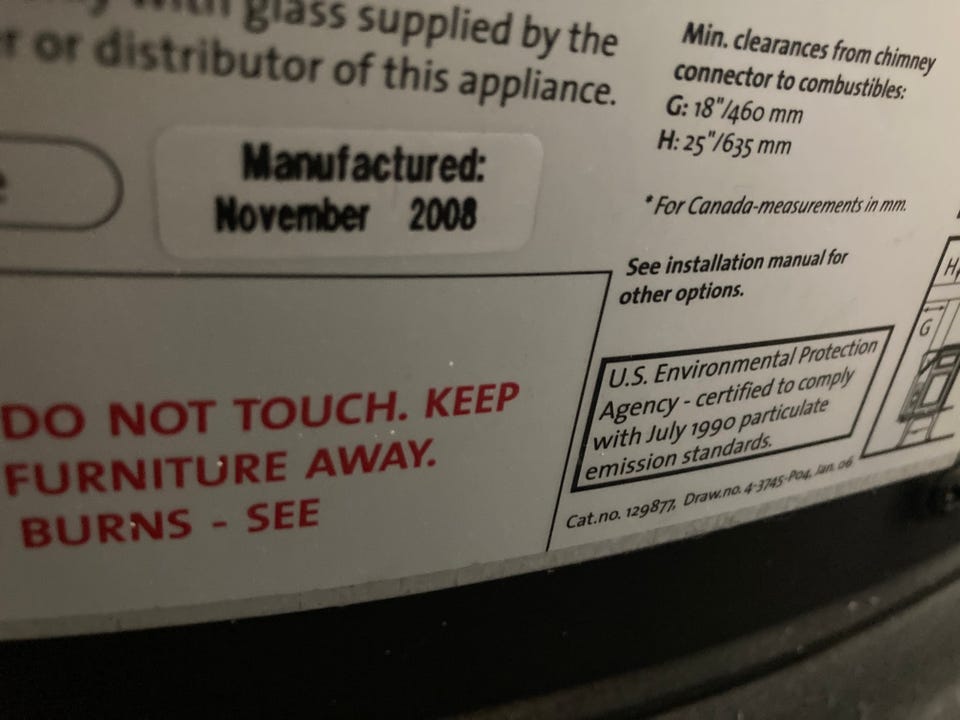 with glass supplied by the
or distributor of this appliance.
Manufactured:
November 2008
Min. clearances from chimney
connector to combustibles:
G: 18"/460 mm
H: 25"/635 mm
* For Canada-measurements in mm.
See installation manual for
other options.
U.S. Environmental Protection
Agency - certified to comply
with July 1990 particulate
emission standards.
Cat.no. 129877, Draw.no. 4-3745-P04, Jan. 06
DO NOT TOUCH. KEEP
FURNITURE AWAY.
BURNS - SEE
H
G